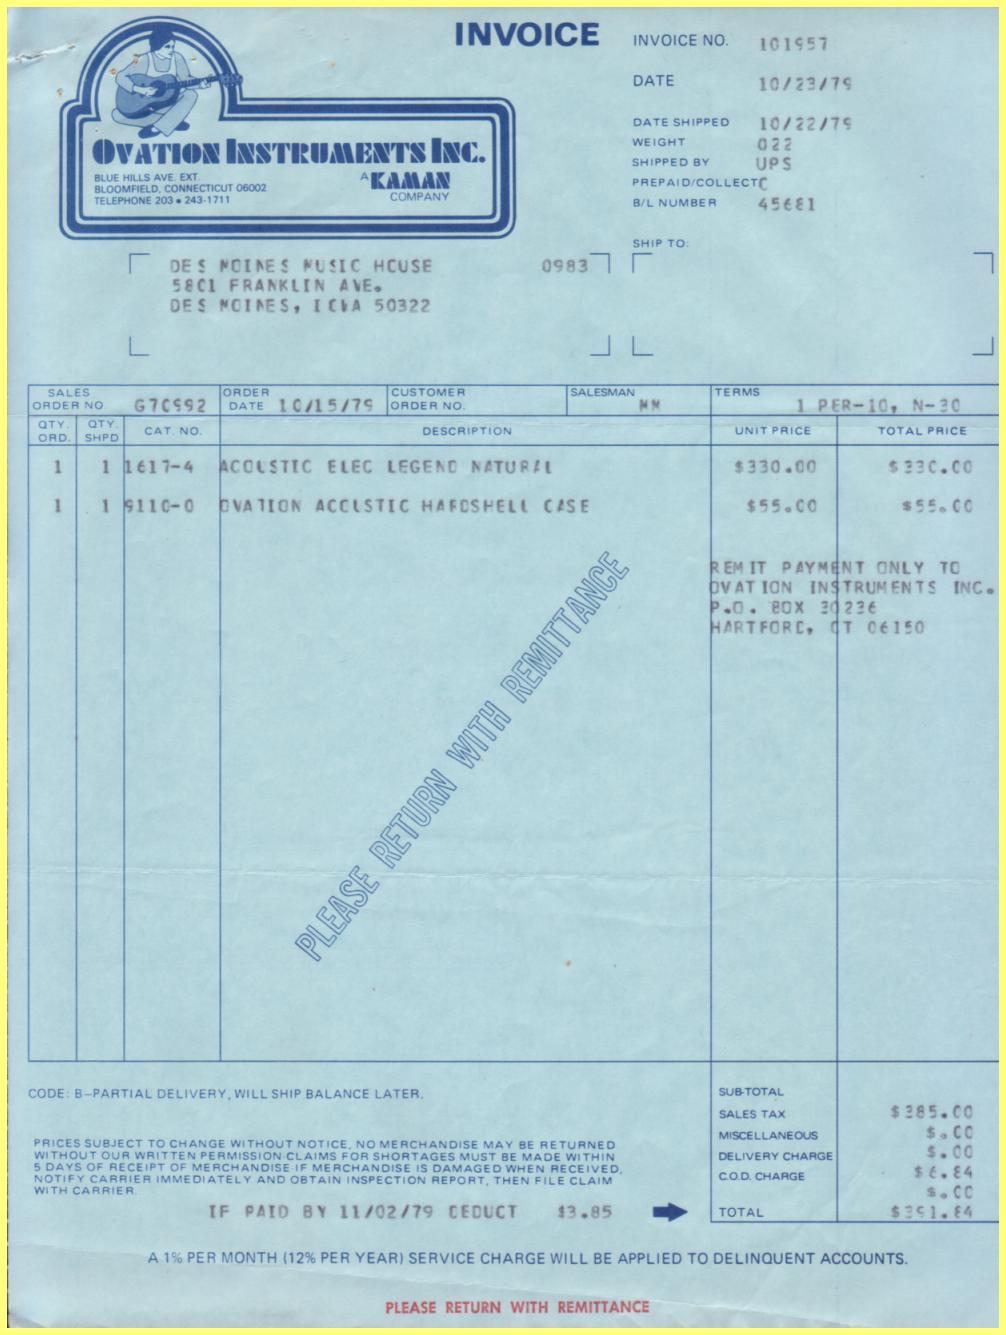 INVOICE
INVOICE NO. 101957
DATE 10/23/79
DATE SHIPPED 10/22/79
WEIGHT 022
SHIPPED BY UPS
PREPAID/COLLECT C
B/L NUMBER 45681
OVATION INSTRUMENTS INC.
BLUE HILLS AVE. EXT.
BLOOMFIELD, CONNECTICUT 06002
TELEPHONE 203 • 243-1711
A KAMAN
COMPANY
SHIP TO:
DES MOINES MUSIC HOUSE 0983
5801 FRANKLIN AVE.
DES MOINES, IOWA 50322
SALES ORDER NO. G70992
ORDER DATE 10/15/79
CUSTOMER ORDER NO.
SALESMAN MM
TERMS 1 PER-10, N-30
QTY. ORD. QTY. SHPD CAT. NO. DESCRIPTION UNIT PRICE TOTAL PRICE
1 1 1617-4 ACOUSTIC ELEC LEGEND NATURAL $330.00 $330.00
1 1 9110-0 OVATION ACOUSTIC HARDSHELL CASE $55.00 $55.00
REMIT PAYMENT ONLY TO
OVATION INSTRUMENTS INC.
P.O. BOX 30236
HARTFORD, CT 06150
PLEASE RETURN WITH REMITTANCE
CODE: B-PARTIAL DELIVERY, WILL SHIP BALANCE LATER.
PRICES SUBJECT TO CHANGE WITHOUT NOTICE, NO MERCHANDISE MAY BE RETURNED
WITHOUT OUR WRITTEN PERMISSION-CLAIMS FOR SHORTAGES MUST BE MADE WITHIN
5 DAYS OF RECEIPT OF MERCHANDISE-IF MERCHANDISE IS DAMAGED WHEN RECEIVED,
NOTIFY CARRIER IMMEDIATELY AND OBTAIN INSPECTION REPORT, THEN FILE CLAIM
WITH CARRIER.
IF PAID BY 11/02/79 DEDUCT $3.85
SUB-TOTAL
SALES TAX $385.00
MISCELLANEOUS $.00
DELIVERY CHARGE $.00
C.O.D. CHARGE $6.84
$.00
TOTAL $391.84
A 1% PER MONTH (12% PER YEAR) SERVICE CHARGE WILL BE APPLIED TO DELINQUENT ACCOUNTS.
PLEASE RETURN WITH REMITTANCE